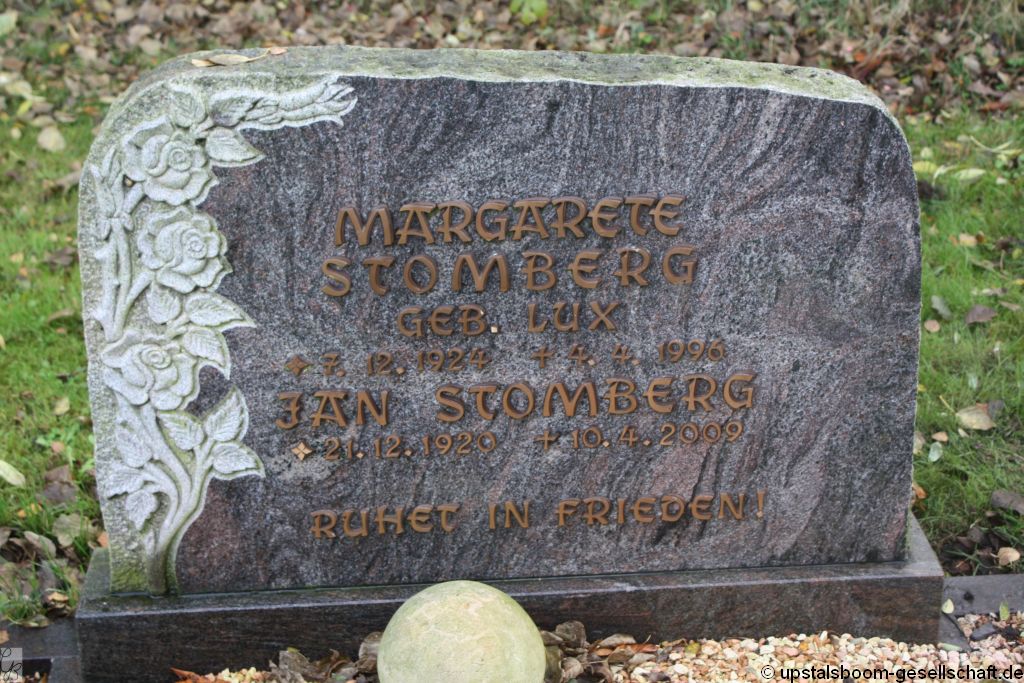 MARGARETE
STOMBERG
GEB. LUX
7. 12. 1924 4. 4. 1996
JAN STOMBERG
21. 12. 1920 10. 4. 2009
RUHET IN FRIEDEN!
© upstalsboom-gesellschaft.de